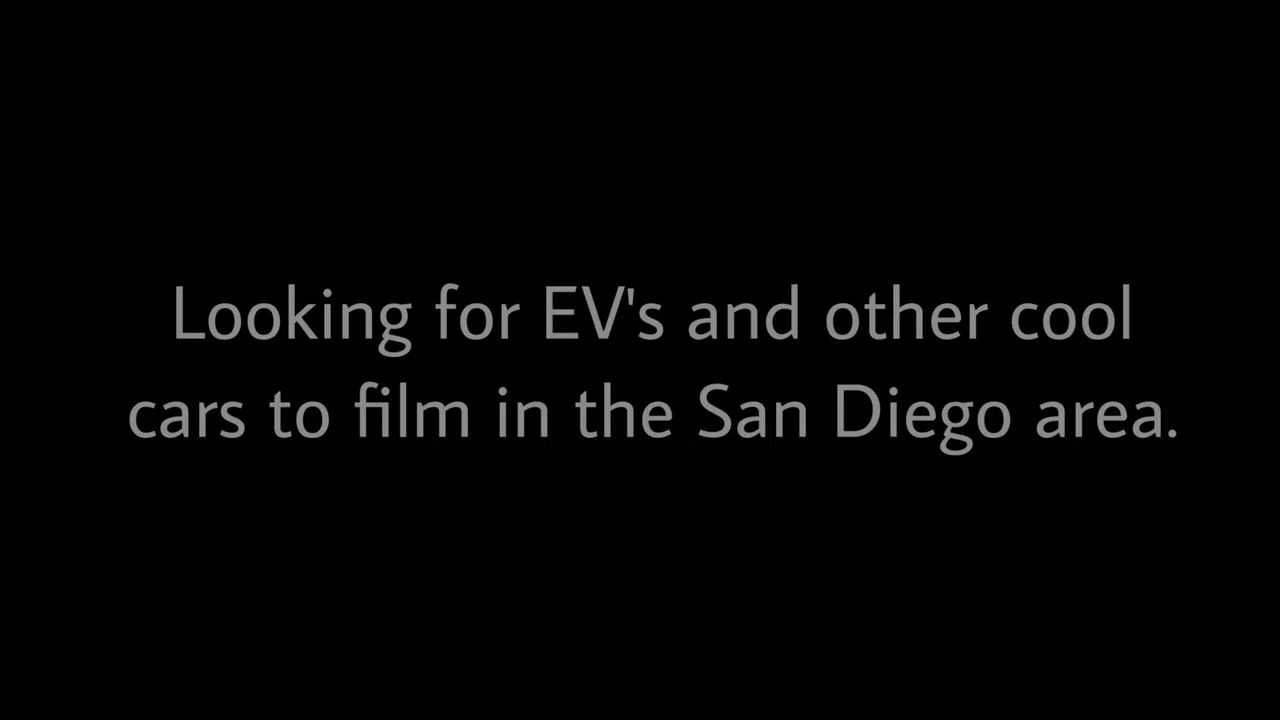 Looking for EV's and other cool
cars to film in the San Diego area.